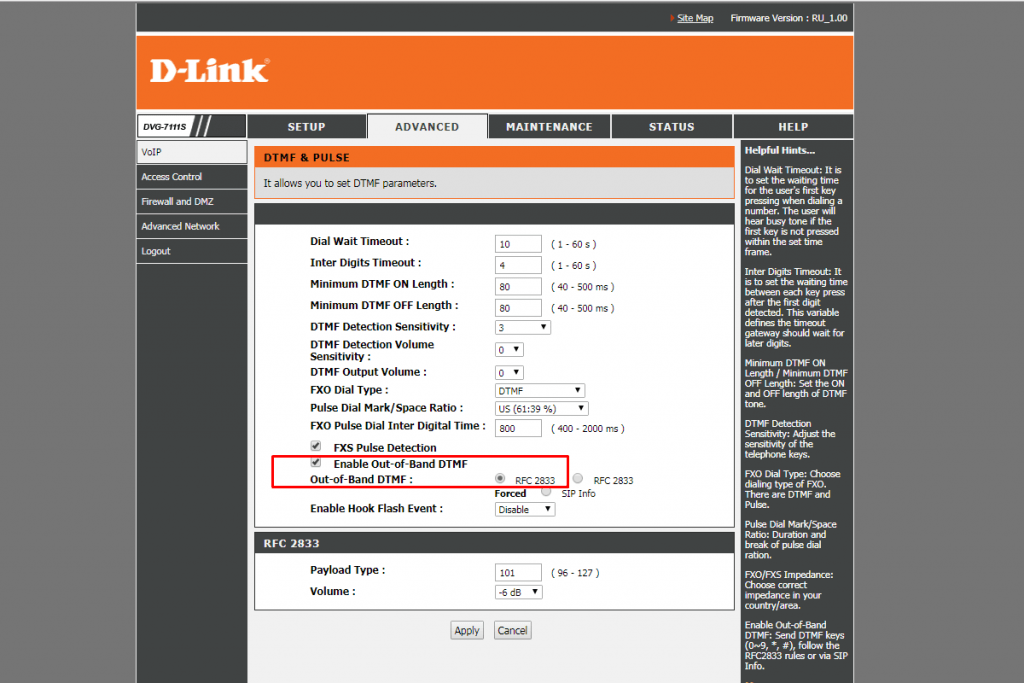 Site Map Firmware Version : RU_1.00
D-Link®
DVG-7111S SETUP ADVANCED MAINTENANCE STATUS HELP
VoIP
Access Control
Firewall and DMZ
Advanced Network
Logout
DTMF & PULSE
It allows you to set DTMF parameters.
Dial Wait Timeout : 10 ( 1 - 60 s )
Inter Digits Timeout : 4 ( 1 - 60 s )
Minimum DTMF ON Length : 80 ( 40 - 500 ms )
Minimum DTMF OFF Length : 80 ( 40 - 500 ms )
DTMF Detection Sensitivity : 3
DTMF Detection Volume
Sensitivity : 0
DTMF Output Volume : 0
FXO Dial Type : DTMF
Pulse Dial Mark/Space Ratio : US (61:39 %)
FXO Pulse Dial Inter Digital Time : 800 ( 400 - 2000 ms )
FXS Pulse Detection
Enable Out-of-Band DTMF
Out-of-Band DTMF : RFC 2833 RFC 2833
Forced SIP Info
Enable Hook Flash Event : Disable
RFC 2833
Payload Type : 101 ( 96 - 127 )
Volume : -6 dB
Apply Cancel
Helpful Hints...
Dial Wait Timeout: It is
to set the waiting time
for the user's first key
pressing when dialing a
number. The user will
hear busy tone if the
first key is not pressed
within the set time
frame.
Inter Digits Timeout: It
is to set the waiting time
between each key press
after the first digit
detected. This variable
defines the timeout
gateway should wait for
later digits.
Minimum DTMF ON
Length / Minimum DTMF
OFF Length: Set the ON
and OFF length of DTMF
tone.
DTMF Detection
Sensitivity: Adjust the
sensitivity of the
telephone keys.
FXO Dial Type: Choose
dialing type of FXO.
There are DTMF and
Pulse.
Pulse Dial Mark/Space
Ratio: Duration and
break of pulse dial
ration.
FXO/FXS Impedance:
Choose correct
impedance in your
country/area.
Enable Out-of-Band
DTMF: Send DTMF keys
(0~9, *, #), follow the
RFC2833 rules or via SIP
Info.